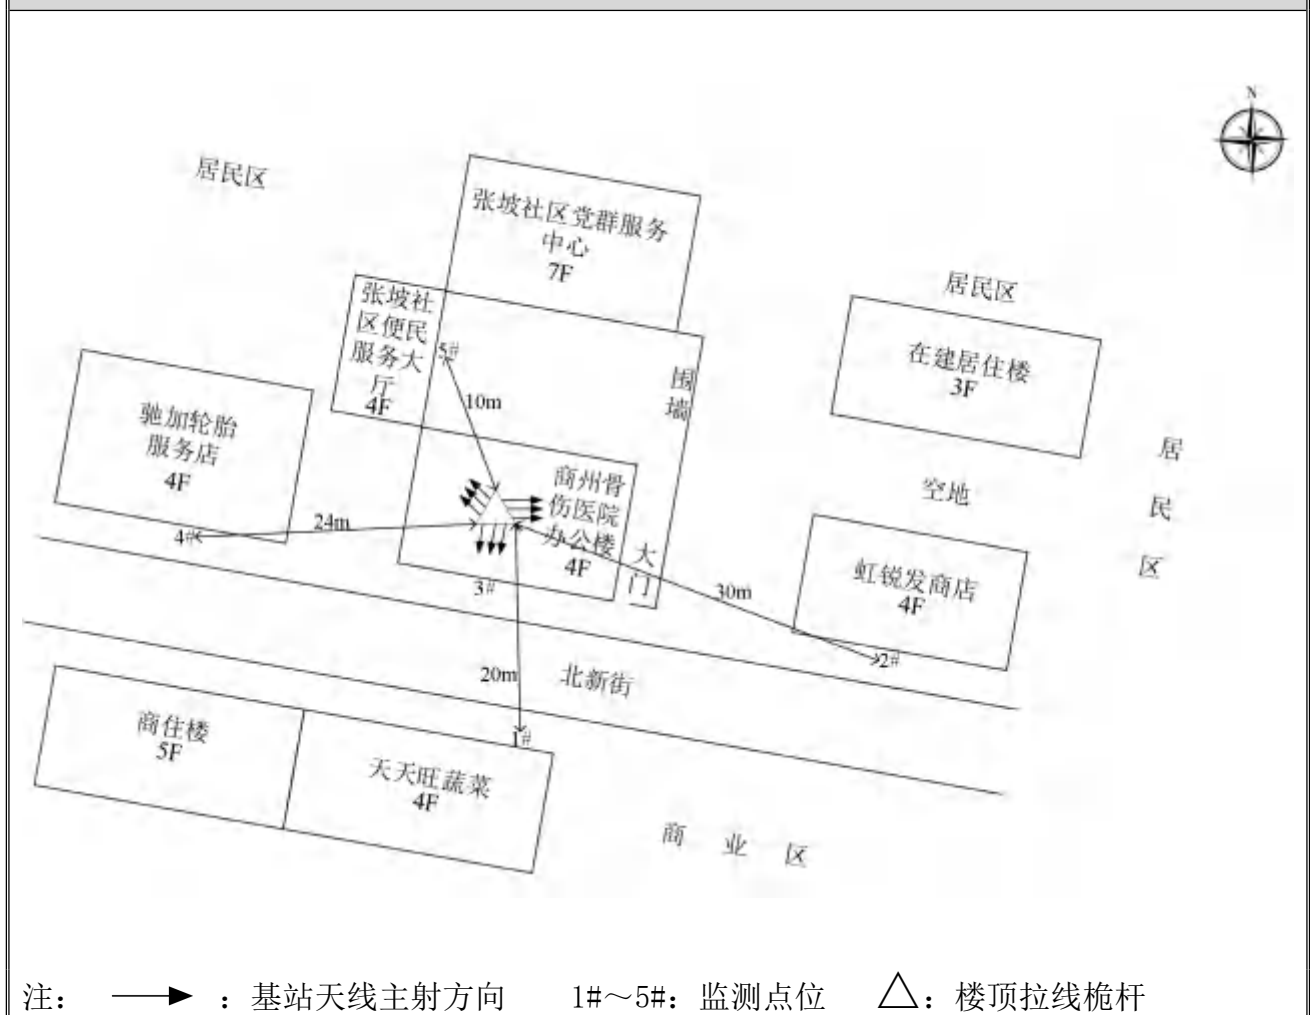 N
居民区
张坡社区党群服务
中心
7F
居民区
张坡社
区便民
服务大
厅
4F
5#
10m
围
墙
在建居住楼
3F
驰加轮胎
服务店
4F
居
民
区
商州骨
伤医院
办公楼
4F
空地
24m
4#
3#
大
门
30m
虹锐发商店
4F
2#
20m
北新街
1#
商住楼
5F
天天旺蔬菜
4F
商 业 区
注： ：基站天线主射方向 1#～5#：监测点位 △：楼顶拉线桅杆